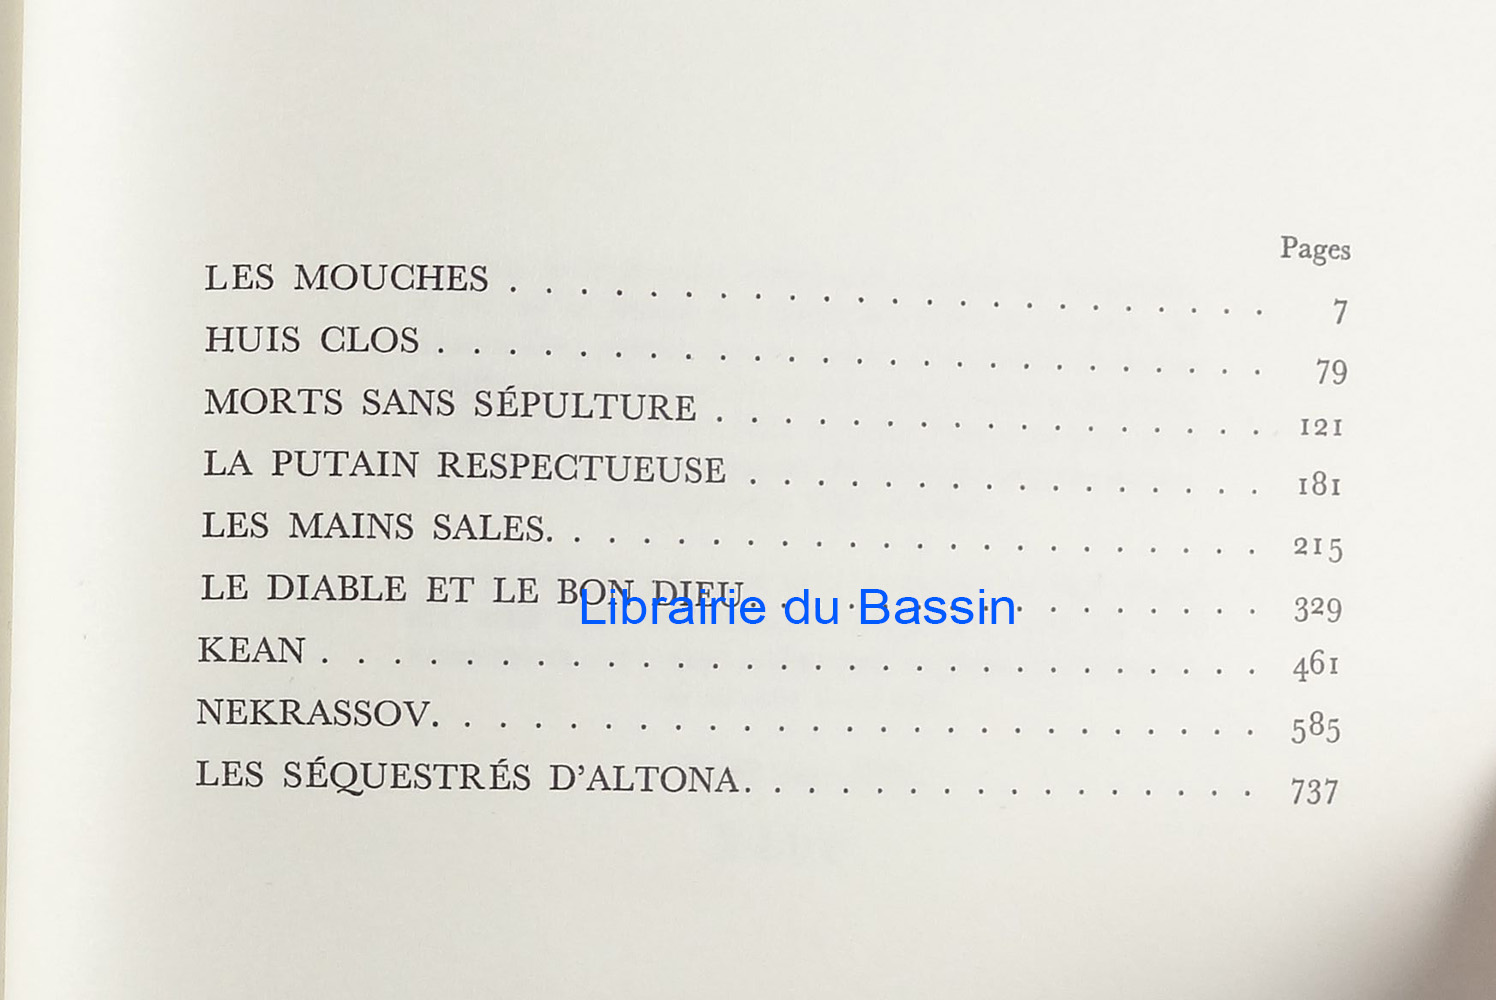 Pages
LES MOUCHES . . . . . . . . . . . . . . . . . . . . . . 7
HUIS CLOS . . . . . . . . . . . . . . . . . . . . . . . . 79
MORTS SANS SÉPULTURE . . . . . . . . . . . . . . . . . 121
LA PUTAIN RESPECTUEUSE . . . . . . . . . . . . . . . . 181
LES MAINS SALES. . . . . . . . . . . . . . . . . . . . . 215
LE DIABLE ET LE BON DIEU. . . . . . . . . . . . . . . . 329
Librairie du Bassin
KEAN . . . . . . . . . . . . . . . . . . . . . . . . . . . 461
NEKRASSOV. . . . . . . . . . . . . . . . . . . . . . . . 585
LES SÉQUESTRÉS D'ALTONA. . . . . . . . . . . . . . . . 737